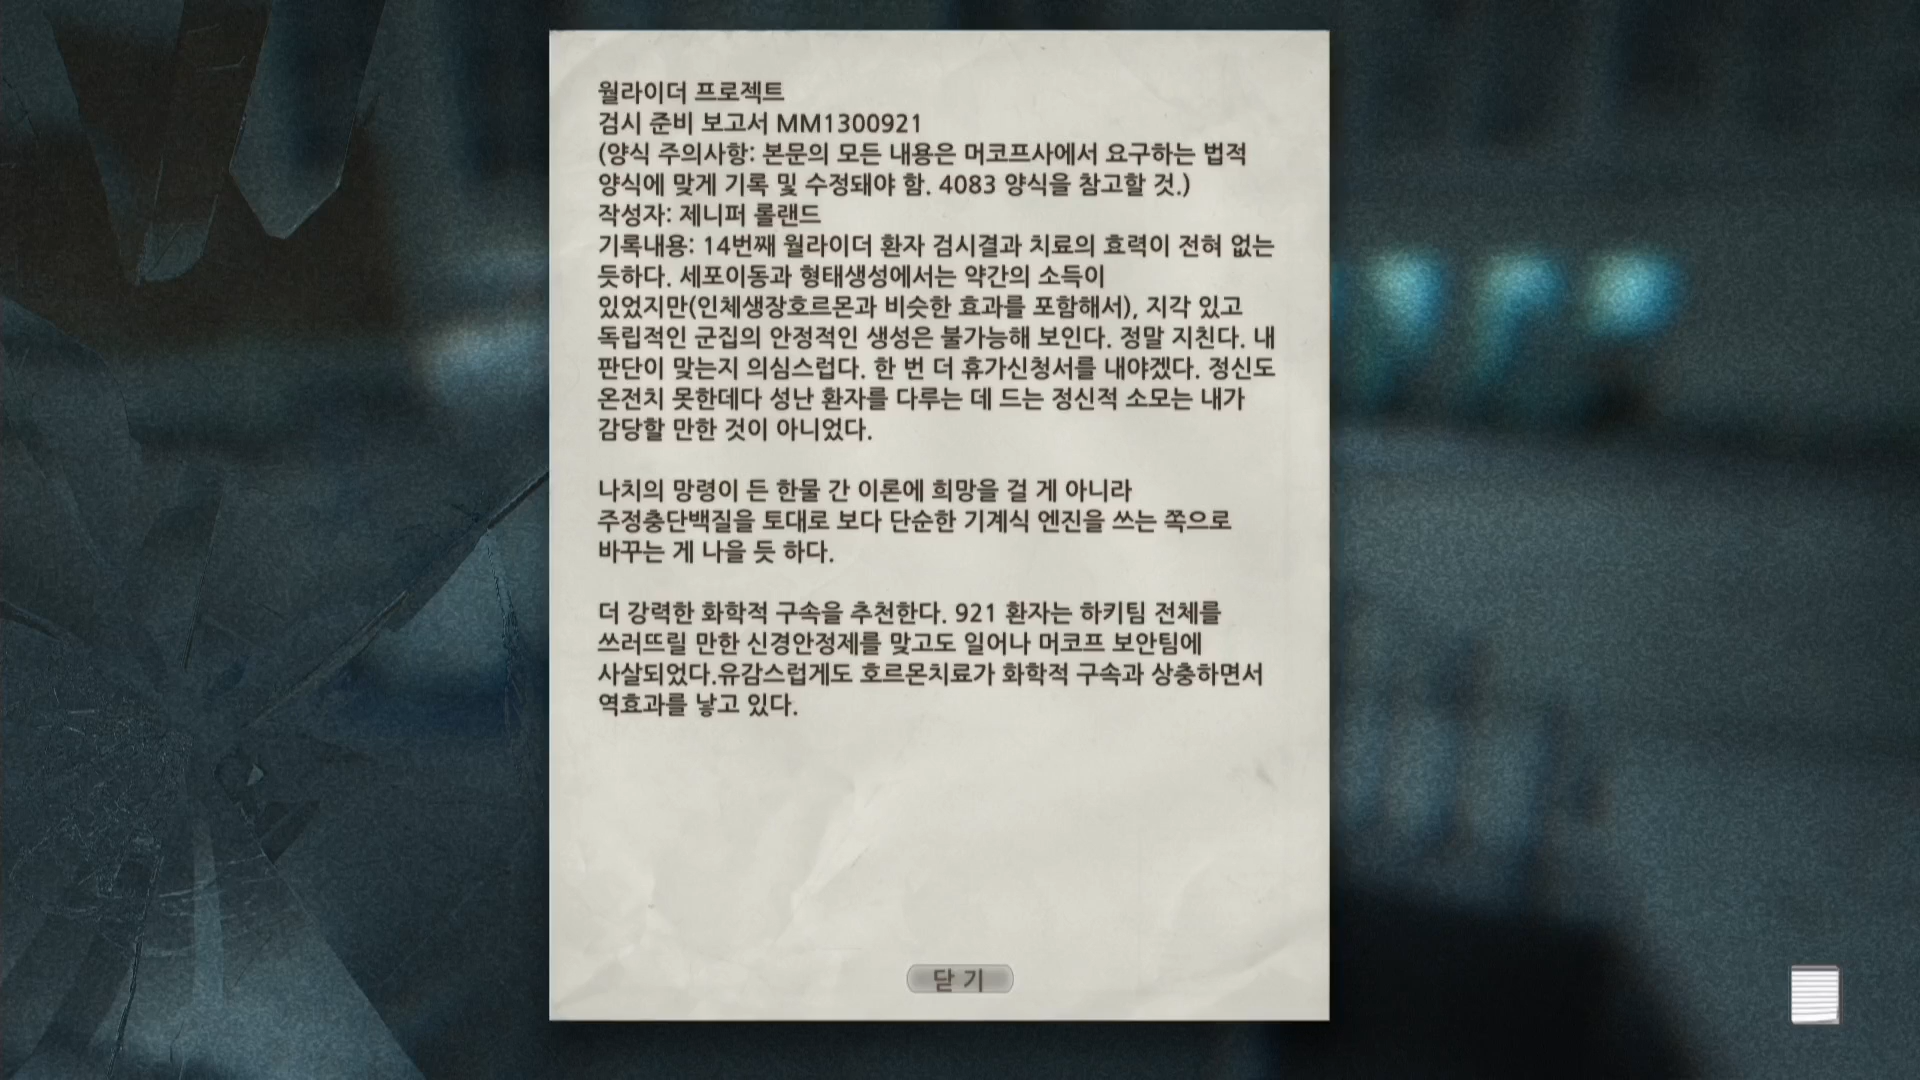 월라이더 프로젝트
검시 준비 보고서 MM1300921
(양식 주의사항: 본문의 모든 내용은 머코프사에서 요구하는 법적
양식에 맞게 기록 및 수정돼야 함. 4083 양식을 참고할 것.)
작성자: 제니퍼 롤랜드
기록내용: 14번째 월라이더 환자 검시결과 치료의 효력이 전혀 없는
듯하다. 세포이동과 형태생성에서는 약간의 소득이
있었지만(인체생장호르몬과 비슷한 효과를 포함해서), 지각 있고
독립적인 군집의 안정적인 생성은 불가능해 보인다. 정말 지친다. 내
판단이 맞는지 의심스럽다. 한 번 더 휴가신청서를 내야겠다. 정신도
온전치 못한데다 성난 환자를 다루는 데 드는 정신적 소모는 내가
감당할 만한 것이 아니었다.
나치의 망령이 든 한물 간 이론에 희망을 걸 게 아니라
주정충단백질을 토대로 보다 단순한 기계식 엔진을 쓰는 쪽으로
바꾸는 게 나을 듯 하다.
더 강력한 화학적 구속을 추천한다. 921 환자는 하키팀 전체를
쓰러뜨릴 만한 신경안정제를 맞고도 일어나 머코프 보안팀에
사살되었다.유감스럽게도 호르몬치료가 화학적 구속과 상충하면서
역효과를 낳고 있다.
닫 기